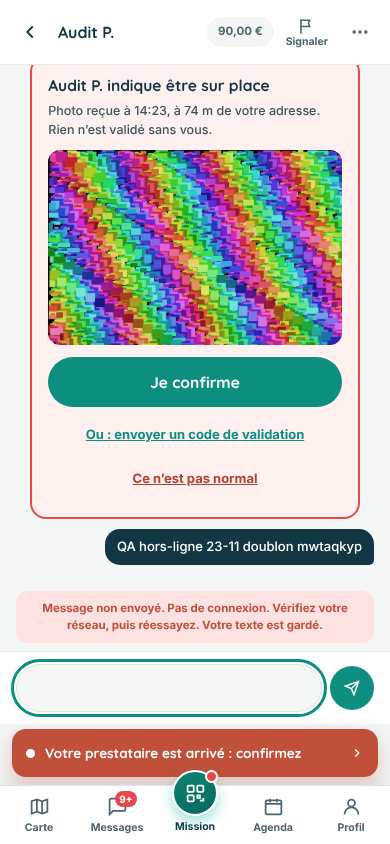 Audit P.
90,00 €
Signaler
Audit P. indique être sur place
Photo reçue à 14:23, à 74 m de votre adresse.
Rien n’est validé sans vous.
Je confirme
Ou : envoyer un code de validation
Ce n’est pas normal
QA hors-ligne 23-11 doublon mwtaqkyp
Message non envoyé. Pas de connexion. Vérifiez votre
réseau, puis réessayez. Votre texte est gardé.
Votre prestataire est arrivé : confirmez
9+
Carte
Messages
Mission
Agenda
Profil